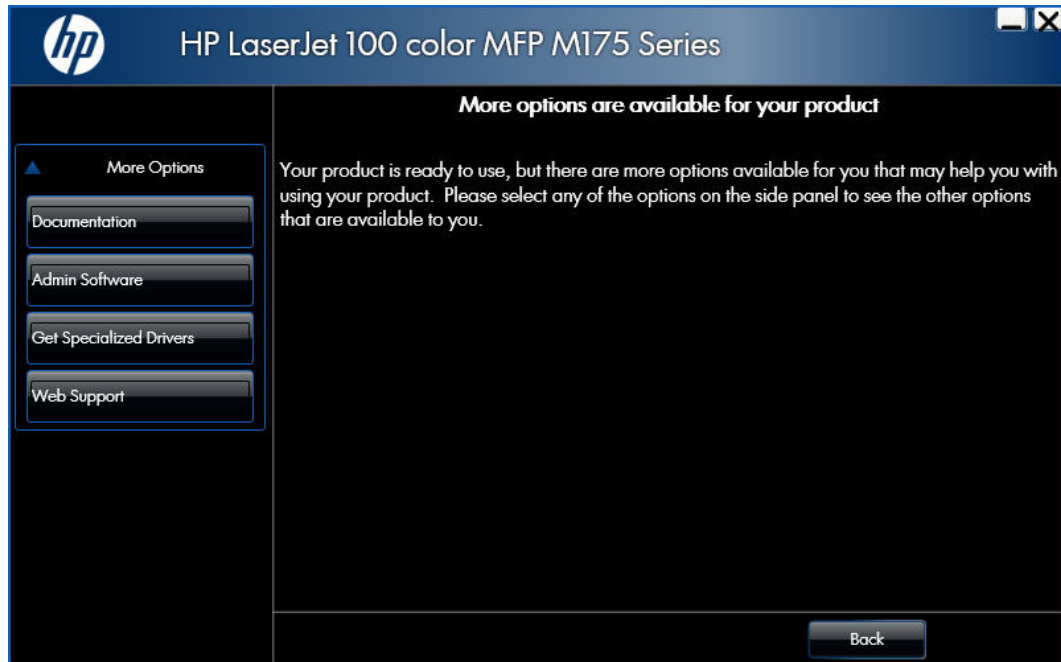 hp
HP LaserJet 100 color MFP M175 Series
More options are available for your product
More Options
Documentation
Admin Software
Get Specialized Drivers
Web Support
Your product is ready to use, but there are more options available for you that may help you with
using your product.  Please select any of the options on the side panel to see the other options
that are available to you.
Back